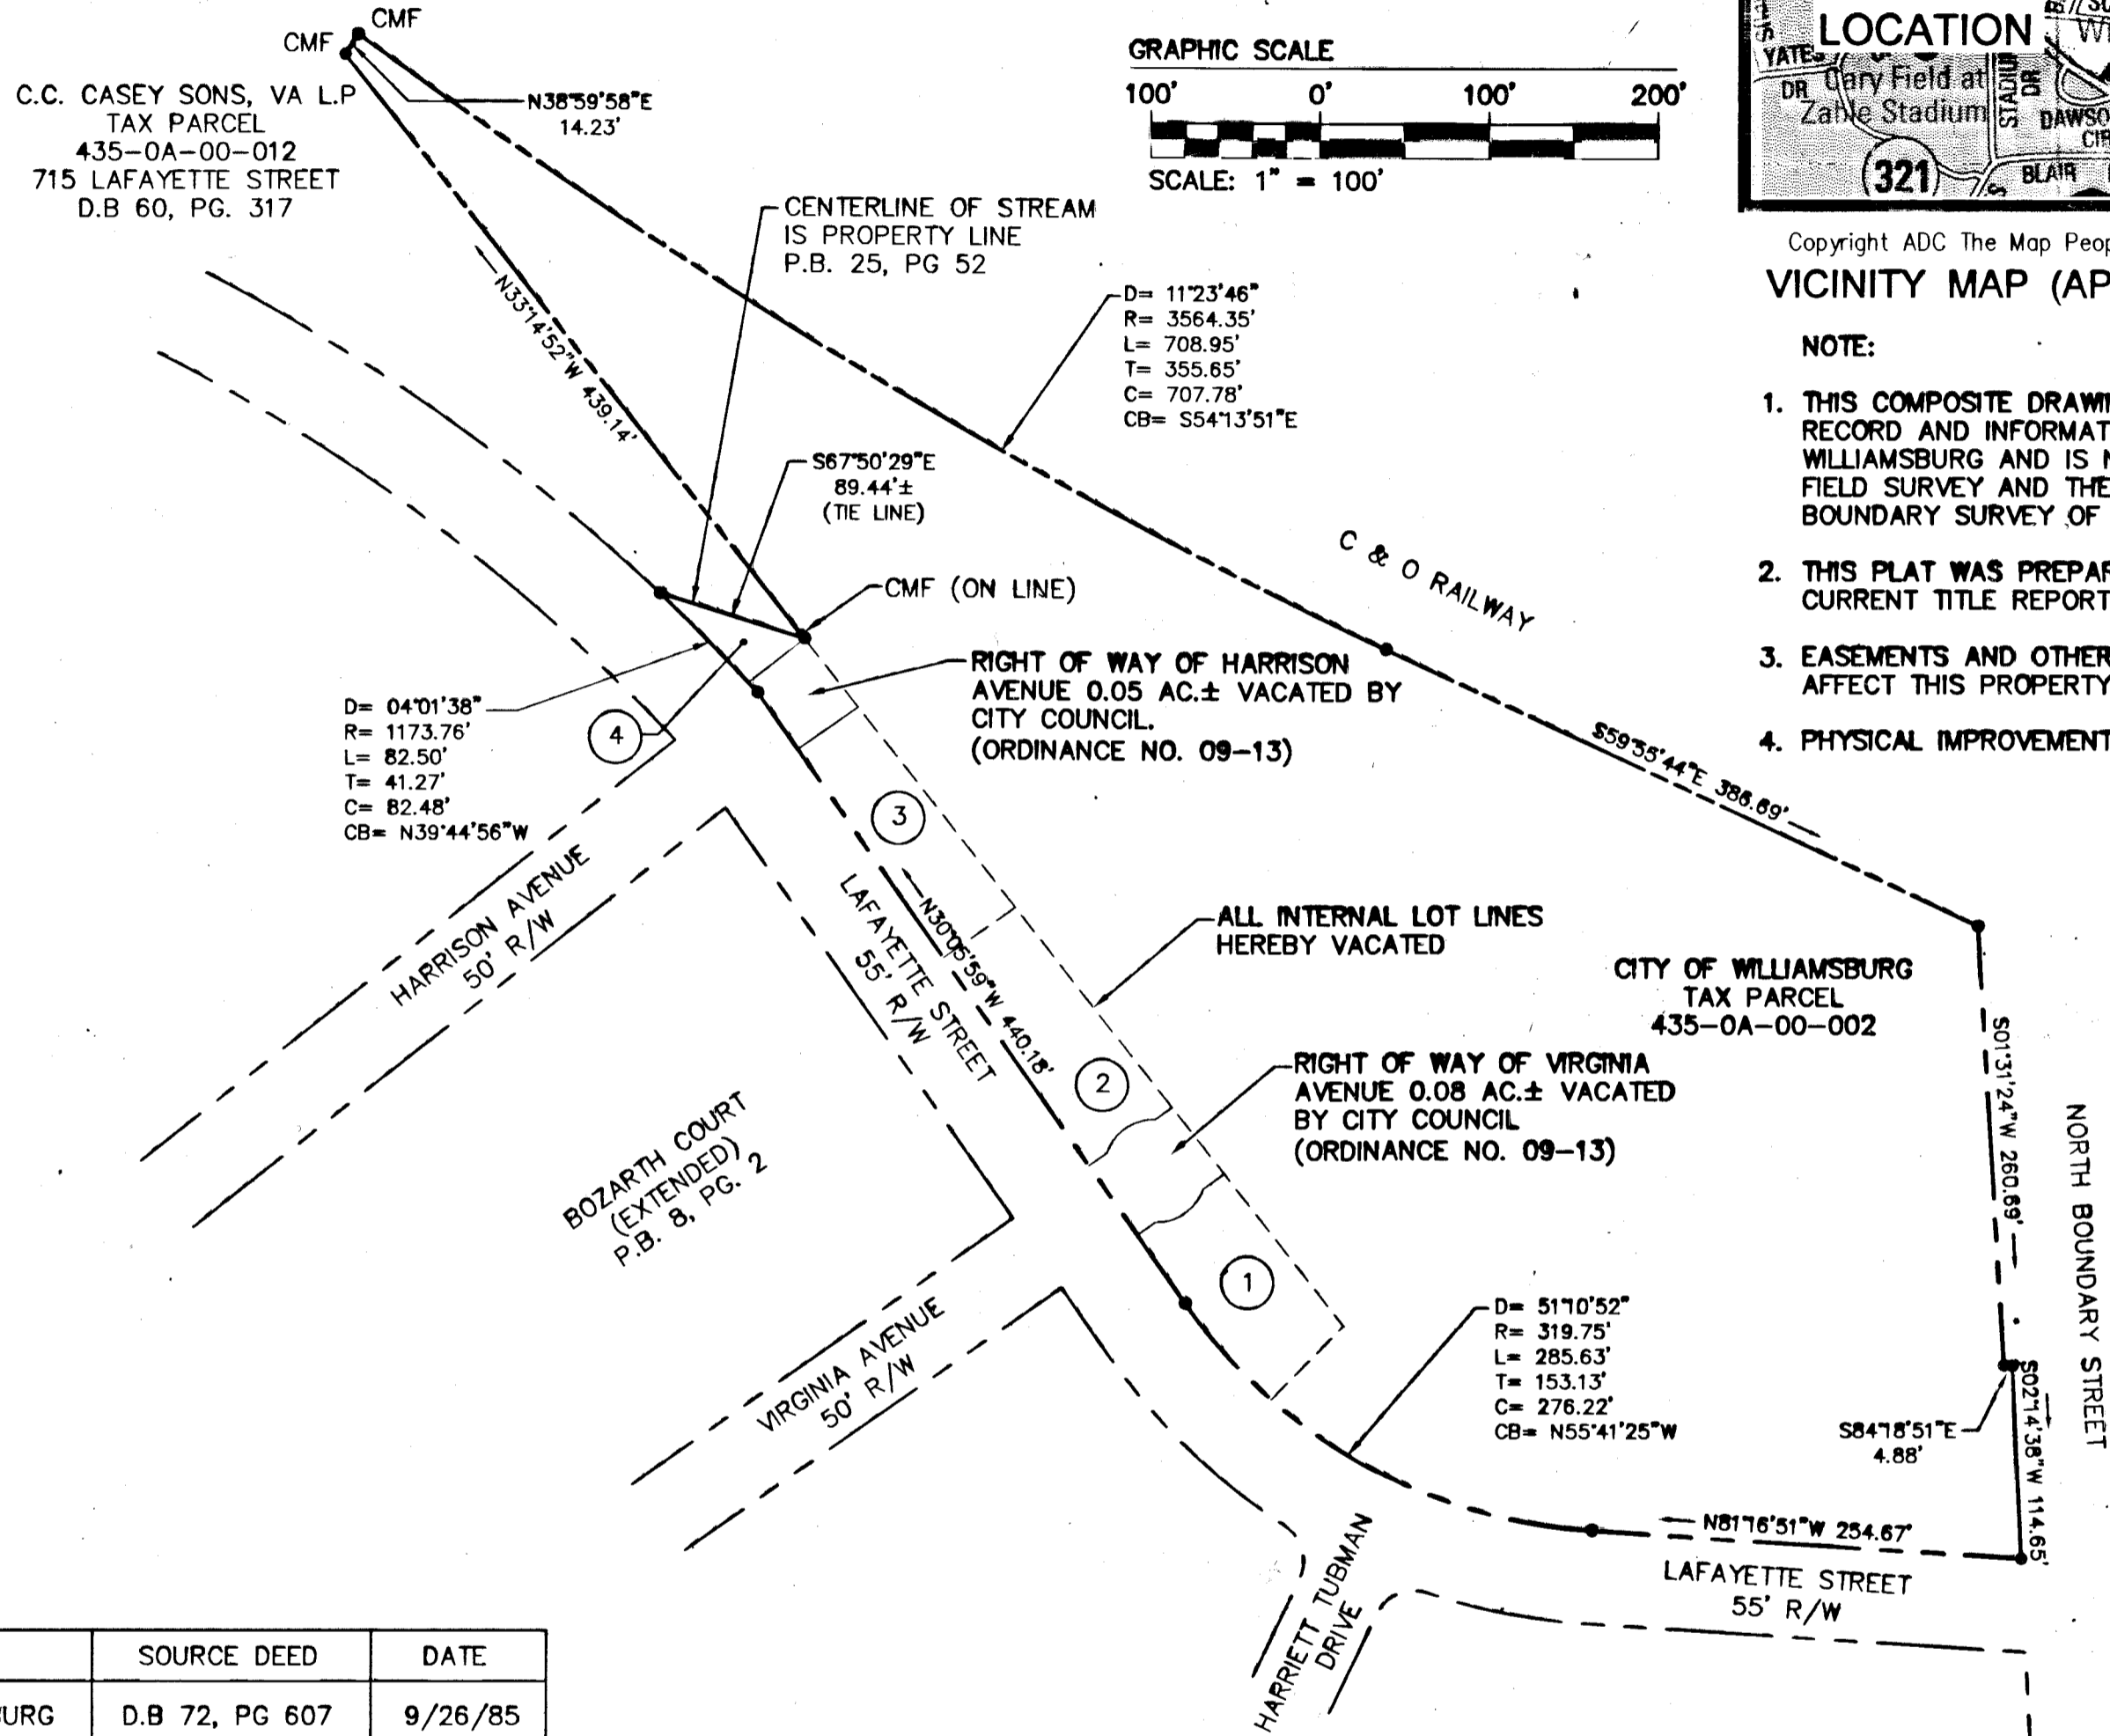 CMF
CMF
C.C. CASEY SONS, VA L.P
TAX PARCEL
435-0A-00-012
715 LAFAYETTE STREET
D.B 60, PG. 317
N38°59'58"E
14.23'
GRAPHIC SCALE
100' 0' 100' 200'
SCALE: 1" = 100'
LOCATION
YATES
DR
Cary Field at
Zable Stadium
STADIUM
DR
DAWSO
CIR
321
BLAIR
Copyright ADC The Map Peop
VICINITY MAP (AP
NOTE:
1. THIS COMPOSITE DRAWI
RECORD AND INFORMAT
WILLIAMSBURG AND IS N
FIELD SURVEY AND THE
BOUNDARY SURVEY OF
2. THIS PLAT WAS PREPAR
CURRENT TITLE REPORT
3. EASEMENTS AND OTHER
AFFECT THIS PROPERTY
4. PHYSICAL IMPROVEMENT
CENTERLINE OF STREAM
IS PROPERTY LINE
P.B. 25, PG 52
N33°14'52"W 439.14'
D= 11°23'46"
R= 3564.35'
L= 708.95'
T= 355.65'
C= 707.78'
CB= S54°13'51"E
S67°50'29"E
89.44'±
(TIE LINE)
C & O RAILWAY
CMF (ON LINE)
RIGHT OF WAY OF HARRISON
AVENUE 0.05 AC.± VACATED BY
CITY COUNCIL.
(ORDINANCE NO. 09-13)
D= 04°01'38"
R= 1173.76'
L= 82.50'
T= 41.27'
C= 82.48'
CB= N39°44'56"W
4
3
S59°35'44"E 386.69'
HARRISON AVENUE
50' R/W
LAFAYETTE STREET
55' R/W
N30°05'59"W 440.18'
ALL INTERNAL LOT LINES
HEREBY VACATED
CITY OF WILLIAMSBURG
TAX PARCEL
435-0A-00-002
2
RIGHT OF WAY OF VIRGINIA
AVENUE 0.08 AC.± VACATED
BY CITY COUNCIL
(ORDINANCE NO. 09-13)
S01°31'24"W 260.69'
NORTH BOUNDARY STREET
BOZARTH COURT
(EXTENDED)
P.B. 8, PG. 2
1
VIRGINIA AVENUE
50' R/W
D= 51°10'52"
R= 319.75'
L= 285.63'
T= 153.13'
C= 276.22'
CB= N55°41'25"W
S84°18'51"E
4.88'
S02°14'38"W 114.65'
N81°16'51"W 254.67'
LAFAYETTE STREET
55' R/W
HARRIETT TUBMAN
DRIVE
SOURCE DEED DATE
URG D.B 72, PG 607 9/26/85